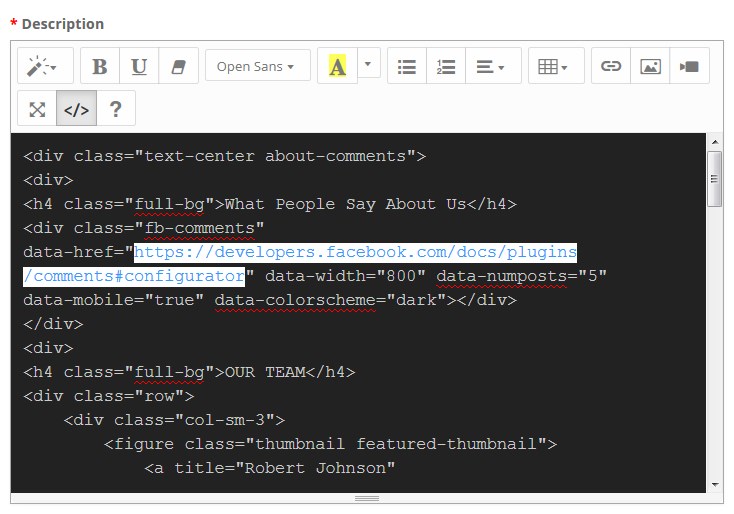 * Description
B U Open Sans A
</> ?
<div class="text-center about-comments">
<div>
<h4 class="full-bg">What People Say About Us</h4>
<div class="fb-comments"
data-href="https://developers.facebook.com/docs/plugins
/comments#configurator" data-width="800" data-numposts="5"
data-mobile="true" data-colorscheme="dark"></div>
</div>
<div>
<h4 class="full-bg">OUR TEAM</h4>
<div class="row">
    <div class="col-sm-3">
        <figure class="thumbnail featured-thumbnail">
            <a title="Robert Johnson"